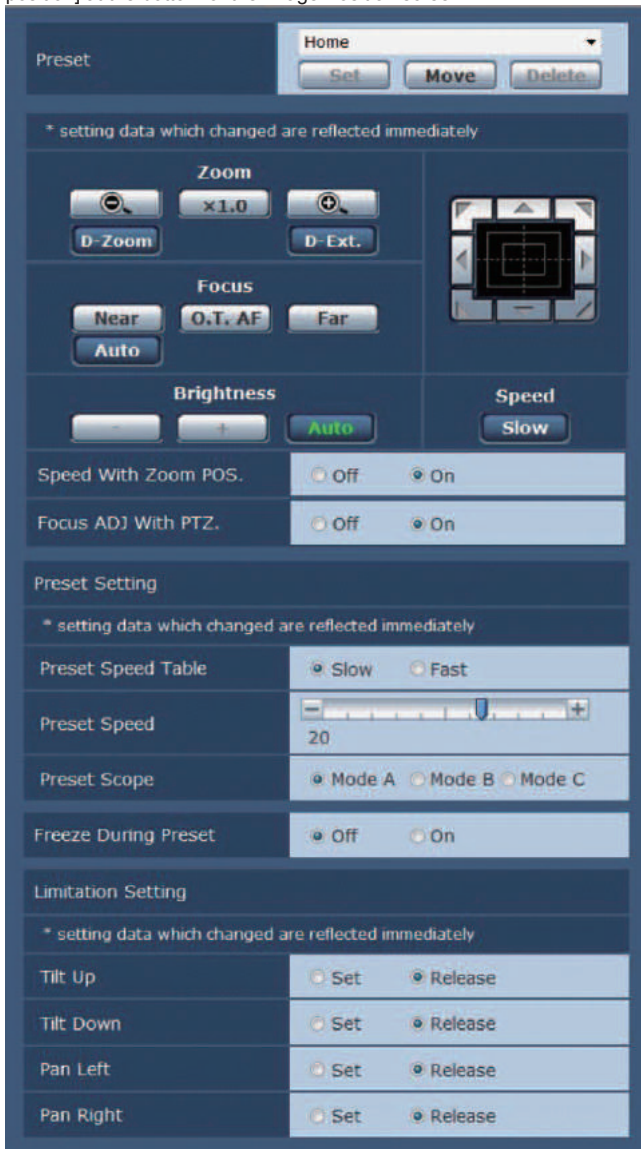 Home
Preset
Set Move Delete
* setting data which changed are reflected immediately
Zoom
×1.0
D-Zoom D-Ext.
Focus
Near O.T. AF Far
Auto
Brightness Speed
- + Auto Slow
Speed With Zoom POS. Off On
Focus ADJ With PTZ. Off On
Preset Setting
* setting data which changed are reflected immediately
Preset Speed Table Slow Fast
Preset Speed
20
Preset Scope Mode A Mode B Mode C
Freeze During Preset Off On
Limitation Setting
* setting data which changed are reflected immediately
Tilt Up Set Release
Tilt Down Set Release
Pan Left Set Release
Pan Right Set Release